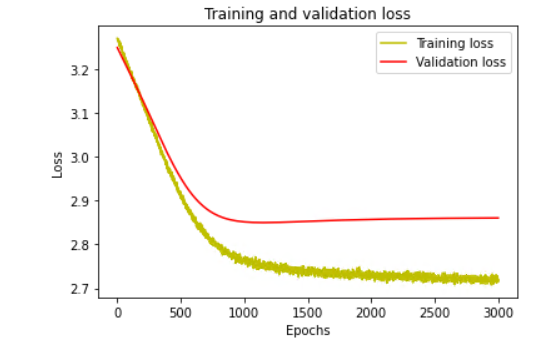 Training and validation loss
Training loss
Validation loss
3.2
3.1
3.0
2.9
2.8
2.7
Loss
0 500 1000 1500 2000 2500 3000
Epochs